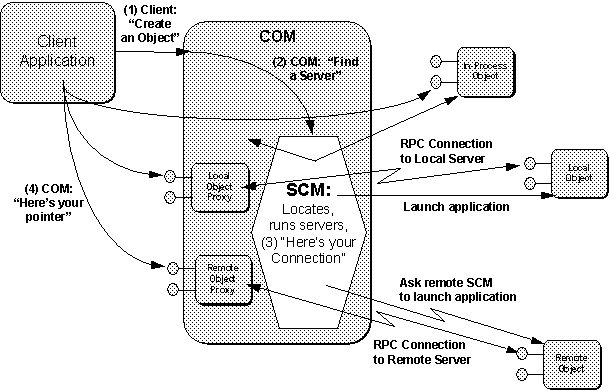 (1) Client:
“Create
an Object”
Client
Application
COM
(2) COM: “Find
a Server”
In-Process
Object
RPC Connection
to Local Server
Local
Object
Proxy
SCM:
Locates,
runs servers,
(3) “Here’s your
Connection”
Local
Object
Launch application
(4) COM:
“Here’s your
pointer”
Remote
Object
Proxy
Ask remote SCM
to launch application
RPC Connection
to Remote Server
Remote
Object